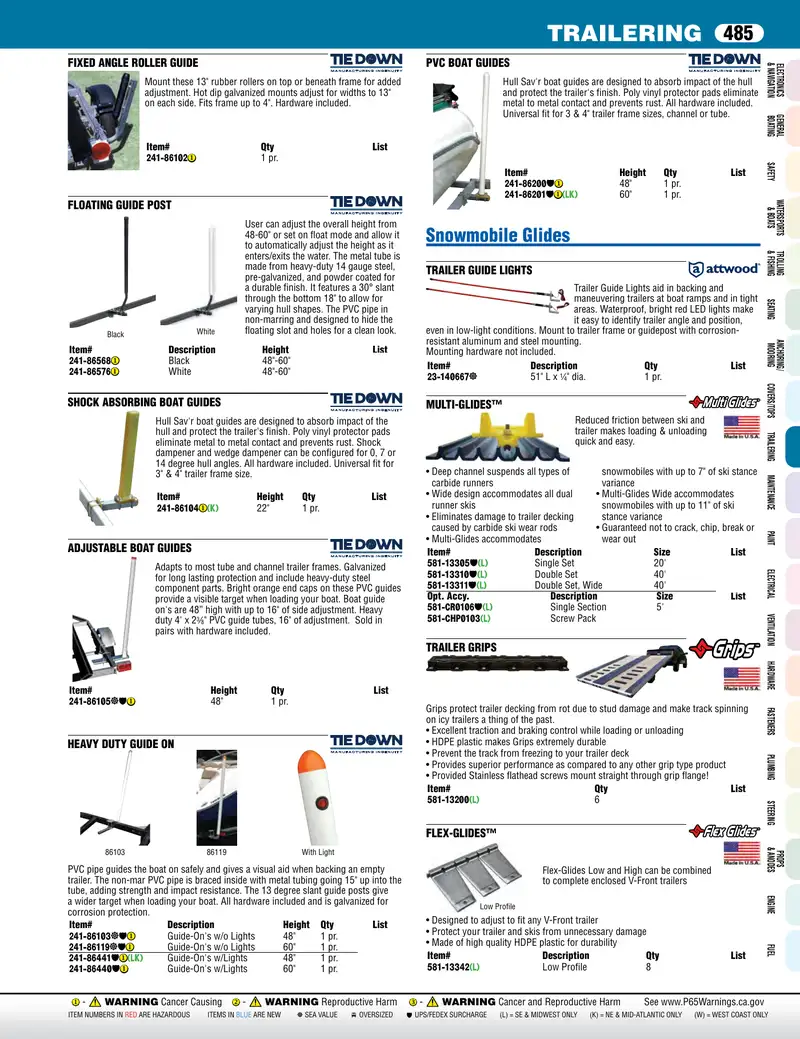 TRAILERING 485
FIXED ANGLE ROLLER GUIDE
TIE DOWN
MANUFACTURING INGENUITY
Mount these 13" rubber rollers on top or beneath frame for added
adjustment. Hot dip galvanized mounts adjust for widths to 13"
on each side. Fits frame up to 4". Hardware included.
Item# Qty List
241-86102 1 pr.
FLOATING GUIDE POST
TIE DOWN
MANUFACTURING INGENUITY
User can adjust the overall height from
48-60" or set on float mode and allow it
to automatically adjust the height as it
enters/exits the water. The metal tube is
made from heavy-duty 14 gauge steel,
pre-galvanized, and powder coated for
a durable finish. It features a 30° slant
through the bottom 18" to allow for
varying hull shapes. The PVC pipe in
non-marring and designed to hide the
floating slot and holes for a clean look.
Black
White
Item# Description Height List
241-86568 Black 48"-60"
241-86576 White 48"-60"
SHOCK ABSORBING BOAT GUIDES
TIE DOWN
MANUFACTURING INGENUITY
Hull Sav'r boat guides are designed to absorb impact of the
hull and protect the trailer's finish. Poly vinyl protector pads
eliminate metal to metal contact and prevents rust. Shock
dampener and wedge dampener can be configured for 0, 7 or
14 degree hull angles. All hardware included. Universal fit for
3" & 4" trailer frame size.
Item# Height Qty List
241-86104(K) 22" 1 pr.
ADJUSTABLE BOAT GUIDES
TIE DOWN
MANUFACTURING INGENUITY
Adapts to most tube and channel trailer frames. Galvanized
for long lasting protection and include heavy-duty steel
component parts. Bright orange end caps on these PVC guides
provide a visible target when loading your boat. Boat guide
on's are 48" high with up to 16" of side adjustment. Heavy
duty 4' x 2⅜" PVC guide tubes, 16" of adjustment. Sold in
pairs with hardware included.
Item# Height Qty List
241-86105 48" 1 pr.
HEAVY DUTY GUIDE ON
TIE DOWN
MANUFACTURING INGENUITY
86103
86119
With Light
PVC pipe guides the boat on safely and gives a visual aid when backing an empty
trailer. The non-mar PVC pipe is braced inside with metal tubing going 15' up into the
tube, adding strength and impact resistance. The 13 degree slant guide posts give
a wider target when loading your boat. All hardware included and is galvanized for
corrosion protection.
Item# Description Height Qty List
241-86103 Guide-On's w/o Lights 48" 1 pr.
241-86119 Guide-On's w/o Lights 60" 1 pr.
241-86441(LK) Guide-On's w/Lights 48" 1 pr.
241-86440 Guide-On's w/Lights 60" 1 pr.
PVC BOAT GUIDES
TIE DOWN
MANUFACTURING INGENUITY
Hull Sav'r boat guides are designed to absorb impact of the hull
and protect the trailer's finish. Poly vinyl protector pads eliminate
metal to metal contact and prevents rust. All hardware included.
Universal fit for 3 & 4" trailer frame sizes, channel or tube.
Item# Height Qty List
241-86200 48" 1 pr.
241-86201(LK) 60" 1 pr.
Snowmobile Glides
TRAILER GUIDE LIGHTS
attwood
Trailer Guide Lights aid in backing and
maneuvering trailers at boat ramps and in tight
areas. Waterproof, bright red LED lights make
it easy to identify trailer angle and position,
even in low-light conditions. Mount to trailer frame or guidepost with corrosion-
resistant aluminum and steel mounting.
Mounting hardware not included.
Item# Description Qty List
23-140667 51" L x ¼" dia. 1 pr.
MULTI-GLIDES™
Multi Glides
Reduced friction between ski and
trailer makes loading & unloading
quick and easy.
Made In U.S.A.
• Deep channel suspends all types of
carbide runners
• Wide design accommodates all dual
runner skis
• Eliminates damage to trailer decking
caused by carbide ski wear rods
• Multi-Glides accommodates
snowmobiles with up to 7" of ski stance
variance
• Multi-Glides Wide accommodates
snowmobiles with up to 11" of ski
stance variance
• Guaranteed not to crack, chip, break or
wear out
Item# Description Size List
581-13305(L) Single Set 20'
581-13310(L) Double Set 40'
581-13311(L) Double Set, Wide 40'
Opt. Accy. Description Size List
581-CR0106(L) Single Section 5'
581-CHP0103(L) Screw Pack
TRAILER GRIPS
Grips
Made In U.S.A.
Grips protect trailer decking from rot due to stud damage and make track spinning
on icy trailers a thing of the past.
• Excellent traction and braking control while loading or unloading
• HDPE plastic makes Grips extremely durable
• Prevent the track from freezing to your trailer deck
• Provides superior performance as compared to any other grip type product
• Provided Stainless flathead screws mount straight through grip flange!
Item# Qty List
581-13200(L) 6
FLEX-GLIDES™
Flex Glides
Made In U.S.A.
Flex-Glides Low and High can be combined
to complete enclosed V-Front trailers
Low Profile
• Designed to adjust to fit any V-Front trailer
• Protect your trailer and skis from unnecessary damage
• Made of high quality HDPE plastic for durability
Item# Description Qty List
581-13342(L) Low Profile 8
ELECTRONICS
& NAVIGATION
GENERAL
BOATING
SAFETY
WATERSPORTS
& BOATS
TROLLING
& FISHING
SEATING
ANCHORING/
MOORING
COVERS/TOPS
TRAILERING
MAINTENANCE
PAINT
ELECTRICAL
VENTILATION
HARDWARE
FASTENERS
PLUMBING
STEERING
PROPS
& ANODES
ENGINE
FUEL
1 - WARNING Cancer Causing 2 - WARNING Reproductive Harm 3 - WARNING Cancer and Reproductive Harm See www.P65Warnings.ca.gov
ITEM NUMBERS IN RED ARE HAZARDOUS ITEMS IN BLUE ARE NEW SEA VALUE OVERSIZED UPS/FEDEX SURCHARGE (L) = SE & MIDWEST ONLY (K) = NE & MID-ATLANTIC ONLY (W) = WEST COAST ONLY